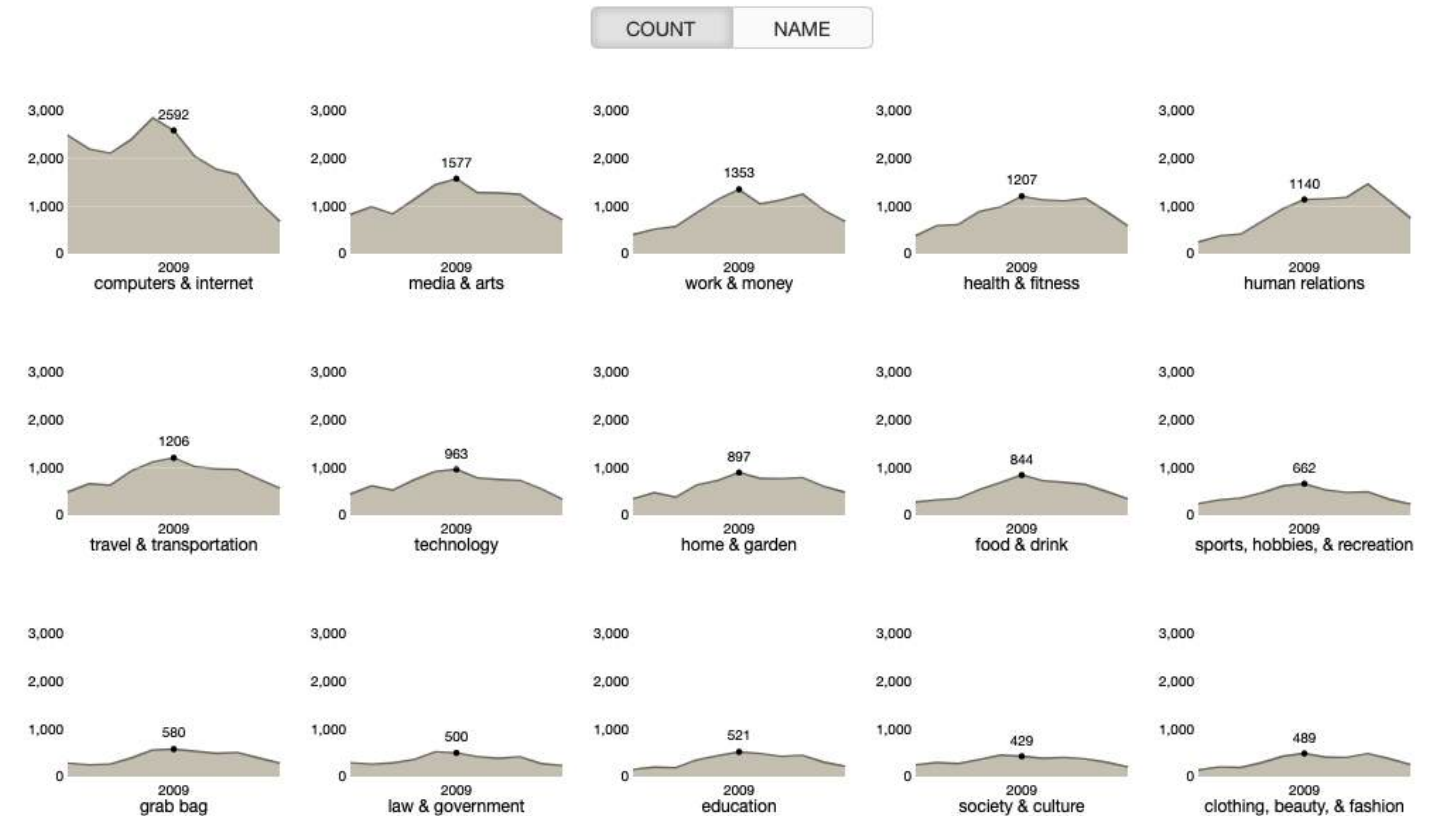 COUNT NAME
3,000 3,000 3,000 3,000 3,000
2592 1577 1353 1207 1140
2,000 2,000 2,000 2,000 2,000
1,000 1,000 1,000 1,000 1,000
0 0 0 0 0
2009 2009 2009 2009 2009
computers & internet media & arts work & money health & fitness human relations
3,000 3,000 3,000 3,000 3,000
2,000 2,000 2,000 2,000 2,000
1206 963 897 844 662
1,000 1,000 1,000 1,000 1,000
0 0 0 0 0
2009 2009 2009 2009 2009
travel & transportation technology home & garden food & drink sports, hobbies, & recreation
3,000 3,000 3,000 3,000 3,000
2,000 2,000 2,000 2,000 2,000
1,000 1,000 1,000 1,000 1,000
580 500 521 429 489
0 0 0 0 0
2009 2009 2009 2009 2009
grab bag law & government education society & culture clothing, beauty, & fashion